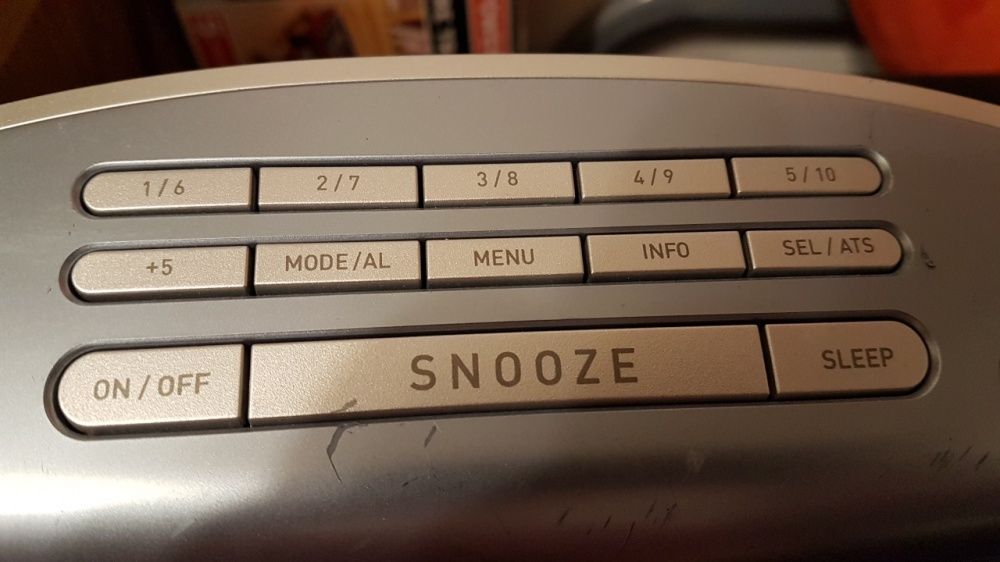 1/6 2/7 3/8 4/9 5/10
+5 MODE/AL MENU INFO SEL/ATS
ON/OFF SNOOZE SLEEP